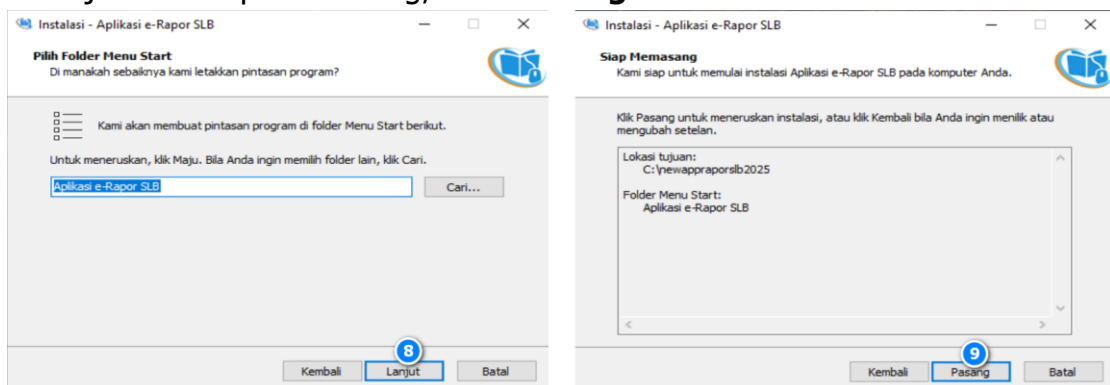 Instalasi - Aplikasi e-Rapor SLB
Pilih Folder Menu Start
Di manakah sebaiknya kami letakkan pintasan program?
Kami akan membuat pintasan program di folder Menu Start berikut.
Untuk meneruskan, klik Maju. Bila Anda ingin memilih folder lain, klik Cari.
Aplikasi e-Rapor SLB
Cari...
8
Kembali
Lanjut
Batal
Instalasi - Aplikasi e-Rapor SLB
Siap Memasang
Kami siap untuk memulai instalasi Aplikasi e-Rapor SLB pada komputer Anda.
Klik Pasang untuk meneruskan instalasi, atau klik Kembali bila Anda ingin menilik atau
mengubah setelan.
Lokasi tujuan:
C:\newappraporslb2025
Folder Menu Start:
Aplikasi e-Rapor SLB
9
Kembali
Pasang
Batal